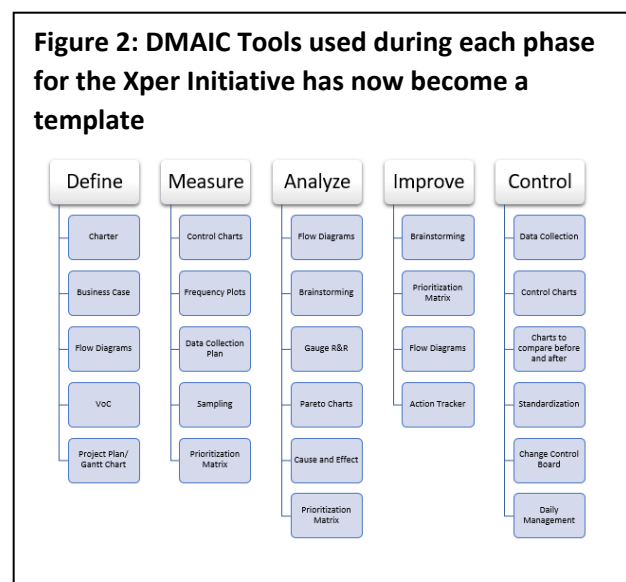 Figure 2: DMAIC Tools used during each phase
for the Xper Initiative has now become a
template
Define
Charter
Business Case
Flow Diagrams
VoC
Project Plan/
Gantt Chart
Measure
Control Charts
Frequency Plots
Data Collection
Plan
Sampling
Prioritization
Matrix
Analyze
Flow Diagrams
Brainstorming
Gauge R&R
Pareto Charts
Cause and Effect
Prioritization
Matrix
Improve
Brainstorming
Prioritization
Matrix
Flow Diagrams
Action Tracker
Control
Data Collection
Control Charts
Charts to
compare before
and after
Standardization
Change Control
Board
Daily
Management